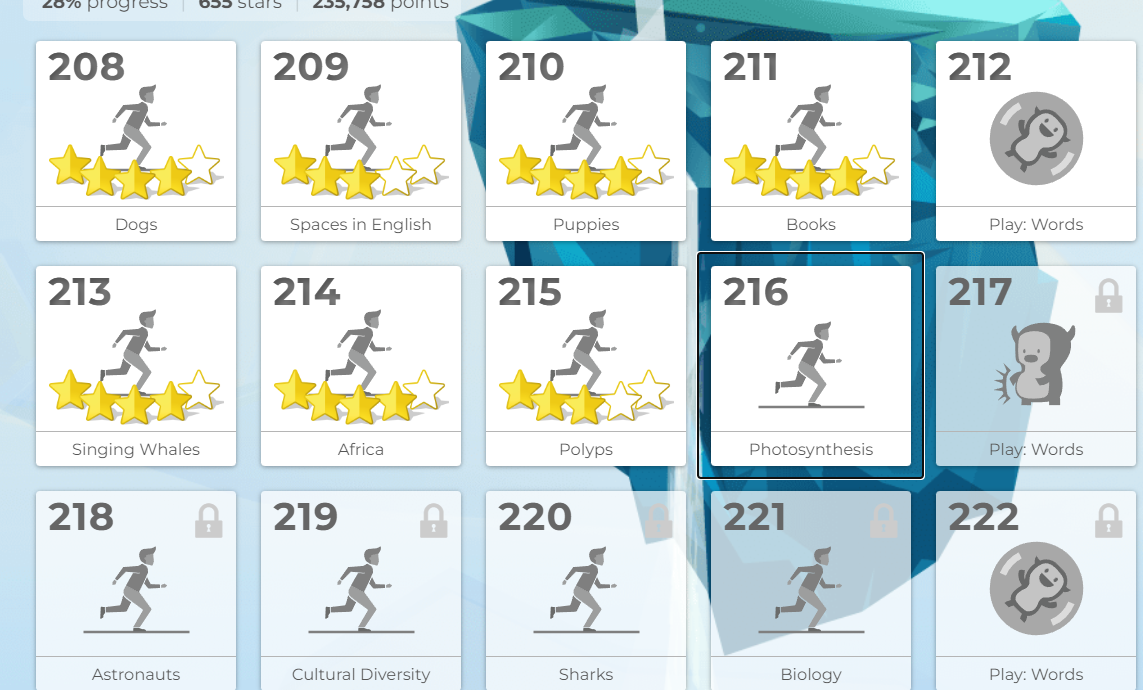 28% progress | 655 stars | 235,758 points
208 209 210 211 212
Dogs Spaces in English Puppies Books Play: Words
213 214 215 216 217
Singing Whales Africa Polyps Photosynthesis Play: Words
218 219 220 221 222
Astronauts Cultural Diversity Sharks Biology Play: Words